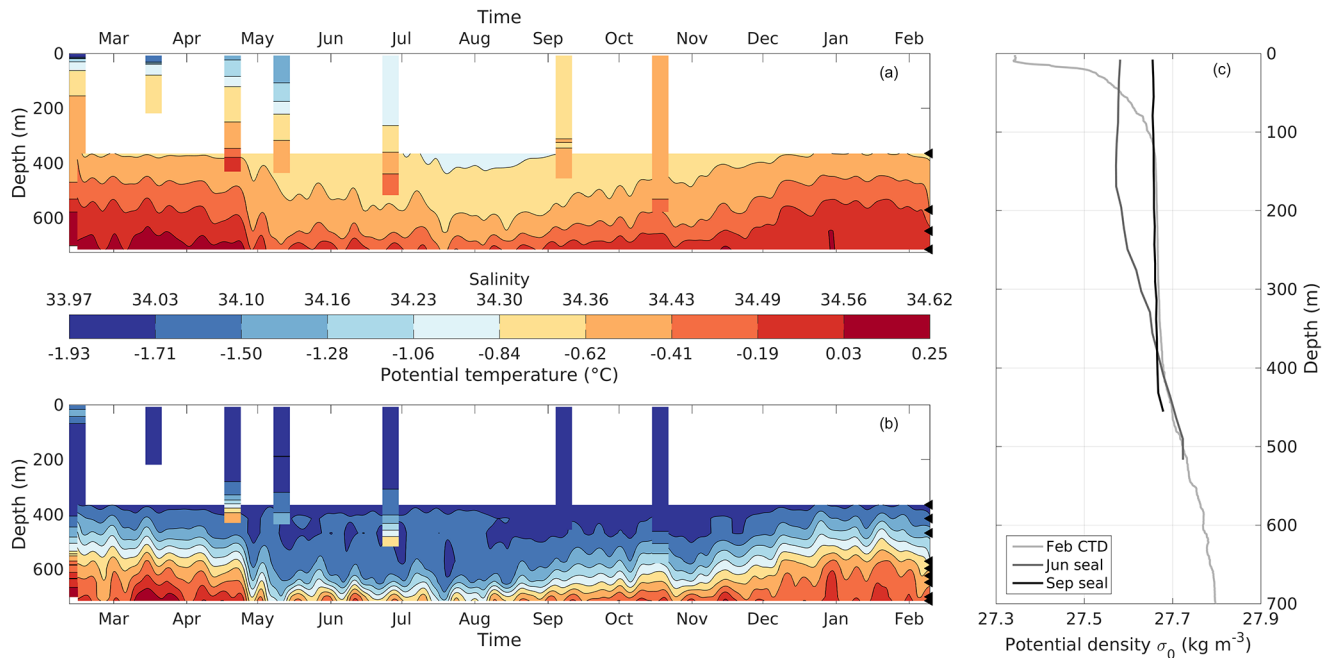 Time
Mar Apr May Jun Jul Aug Sep Oct Nov Dec Jan Feb
0
200
400
600
Depth (m)
(a)
Salinity
33.97 34.03 34.10 34.16 34.23 34.30 34.36 34.43 34.49 34.56 34.62
-1.93 -1.71 -1.50 -1.28 -1.06 -0.84 -0.62 -0.41 -0.19 0.03 0.25
Potential temperature (°C)
0
200
400
600
Depth (m)
(b)
Mar Apr May Jun Jul Aug Sep Oct Nov Dec Jan Feb
Time
(c)
0
100
200
300
400
500
600
700
Depth (m)
Feb CTD
Jun seal
Sep seal
27.3 27.5 27.7 27.9
Potential density σ₀ (kg m⁻³)